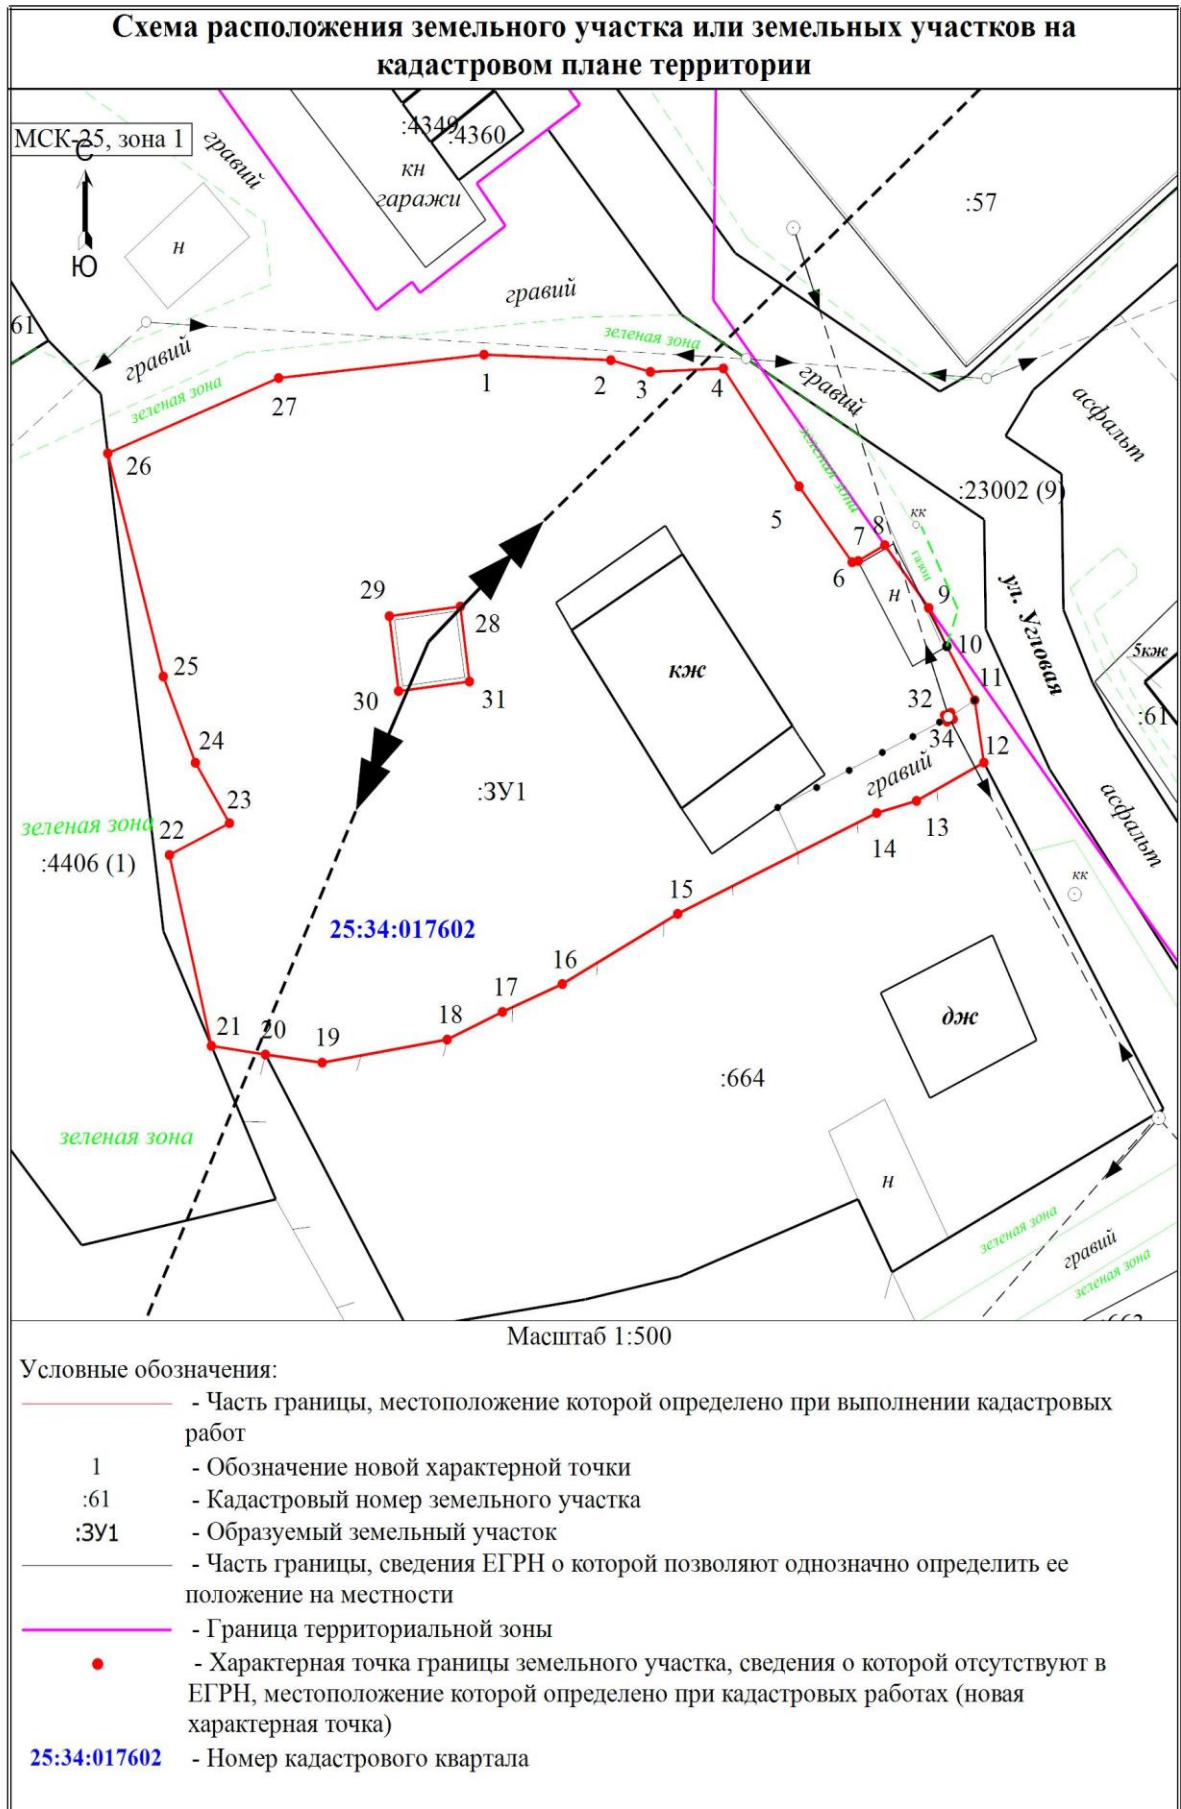 Схема расположения земельного участка или земельных участков на
кадастровом плане территории
МСК-25, зона 1
С
Ю
гравий
:4349
:4360
кн
гаражи
:57
н
гравий
:61
гравий
зеленая зона
зеленая зона
гравий
асфальт
1
2
3
4
27
26
5
зеленая зона
:23002 (9)
кк
7
8
6
газон
н
9
ул. Угловая
10
5кж
29
28
кж
11
30
31
32
34
:61
12
25
24
гравий
:ЗУ1
асфальт
23
13
зеленая зона
22
14
:4406 (1)
кк
15
25:34:017602
16
17
дж
18
21
20
19
:664
зеленая зона
н
зеленая зона
гравий
зеленая зона
Масштаб 1:500
Условные обозначения:
- Часть границы, местоположение которой определено при выполнении кадастровых
работ
1 - Обозначение новой характерной точки
:61 - Кадастровый номер земельного участка
:ЗУ1 - Образуемый земельный участок
- Часть границы, сведения ЕГРН о которой позволяют однозначно определить ее
положение на местности
- Граница территориальной зоны
- Характерная точка границы земельного участка, сведения о которой отсутствуют в
ЕГРН, местоположение которой определено при кадастровых работах (новая
характерная точка)
25:34:017602 - Номер кадастрового квартала